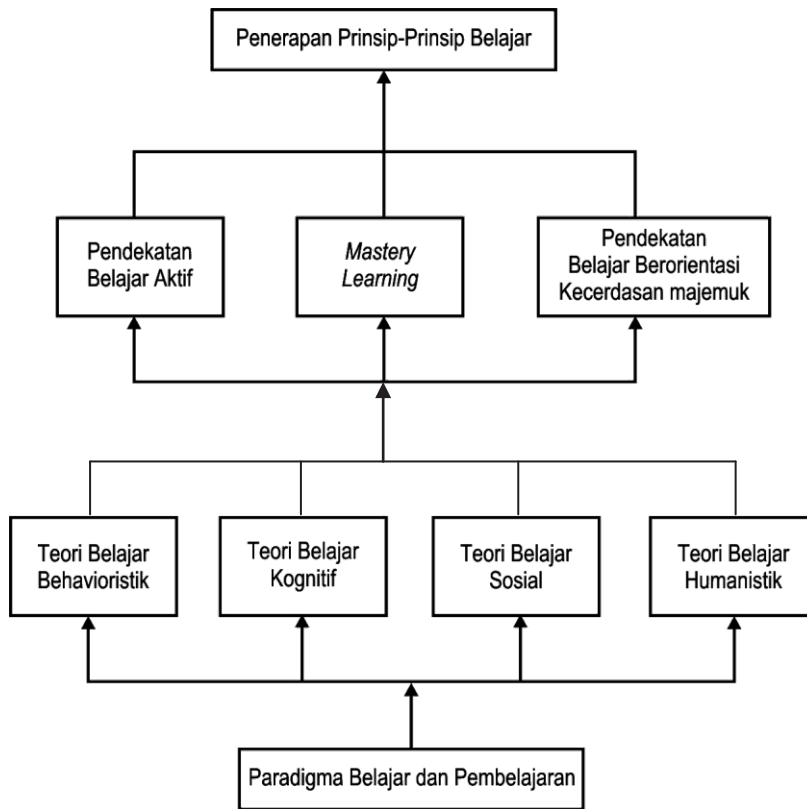 Penerapan Prinsip-Prinsip Belajar
Pendekatan
Belajar Aktif
Mastery
Learning
Pendekatan
Belajar Berorientasi
Kecerdasan majemuk
Teori Belajar
Behavioristik
Teori Belajar
Kognitif
Teori Belajar
Sosial
Teori Belajar
Humanistik
Paradigma Belajar dan Pembelajaran